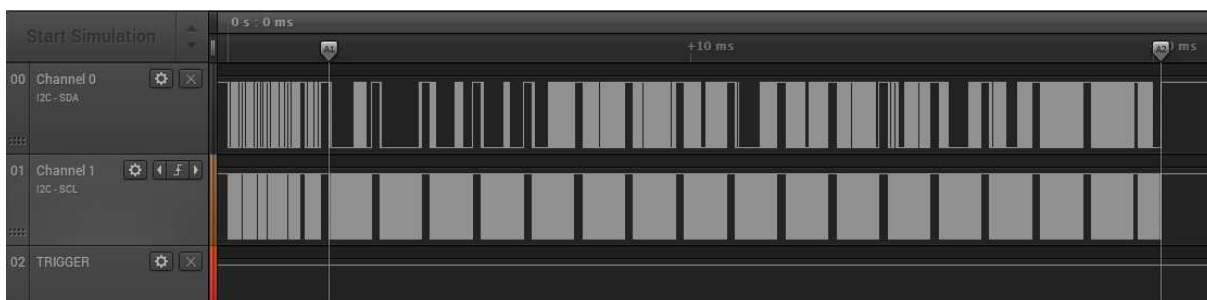 0 s : 0 ms
Start Simulation
+10 ms
A1
A2
ms
00 Channel 0
I2C - SDA
01 Channel 1
I2C - SCL
02 TRIGGER